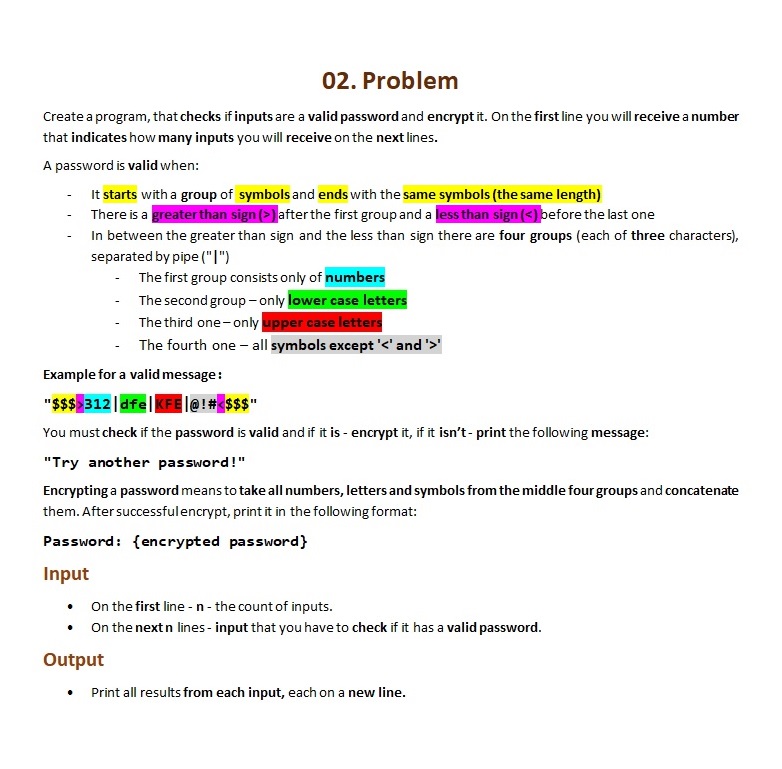 02. Problem
Create a program, that checks if inputs are a valid password and encrypt it. On the first line you will receive a number
that indicates how many inputs you will receive on the next lines.
A password is valid when:
- It starts with a group of symbols and ends with the same symbols (the same length)
- There is a greater than sign (>) after the first group and a less than sign (<) before the last one
- In between the greater than sign and the less than sign there are four groups (each of three characters),
separated by pipe ("|")
- The first group consists only of numbers
- The second group – only lower case letters
- The third one – only upper case letters
- The fourth one – all symbols except '<' and '>'
Example for a valid message:
"$$$>312|dfe|KFE|@!#<$$$"
You must check if the password is valid and if it is - encrypt it, if it isn't - print the following message:
"Try another password!"
Encrypting a password means to take all numbers, letters and symbols from the middle four groups and concatenate
them. After successful encrypt, print it in the following format:
Password: {encrypted password}
Input
• On the first line - n - the count of inputs.
• On the next n lines - input that you have to check if it has a valid password.
Output
• Print all results from each input, each on a new line.